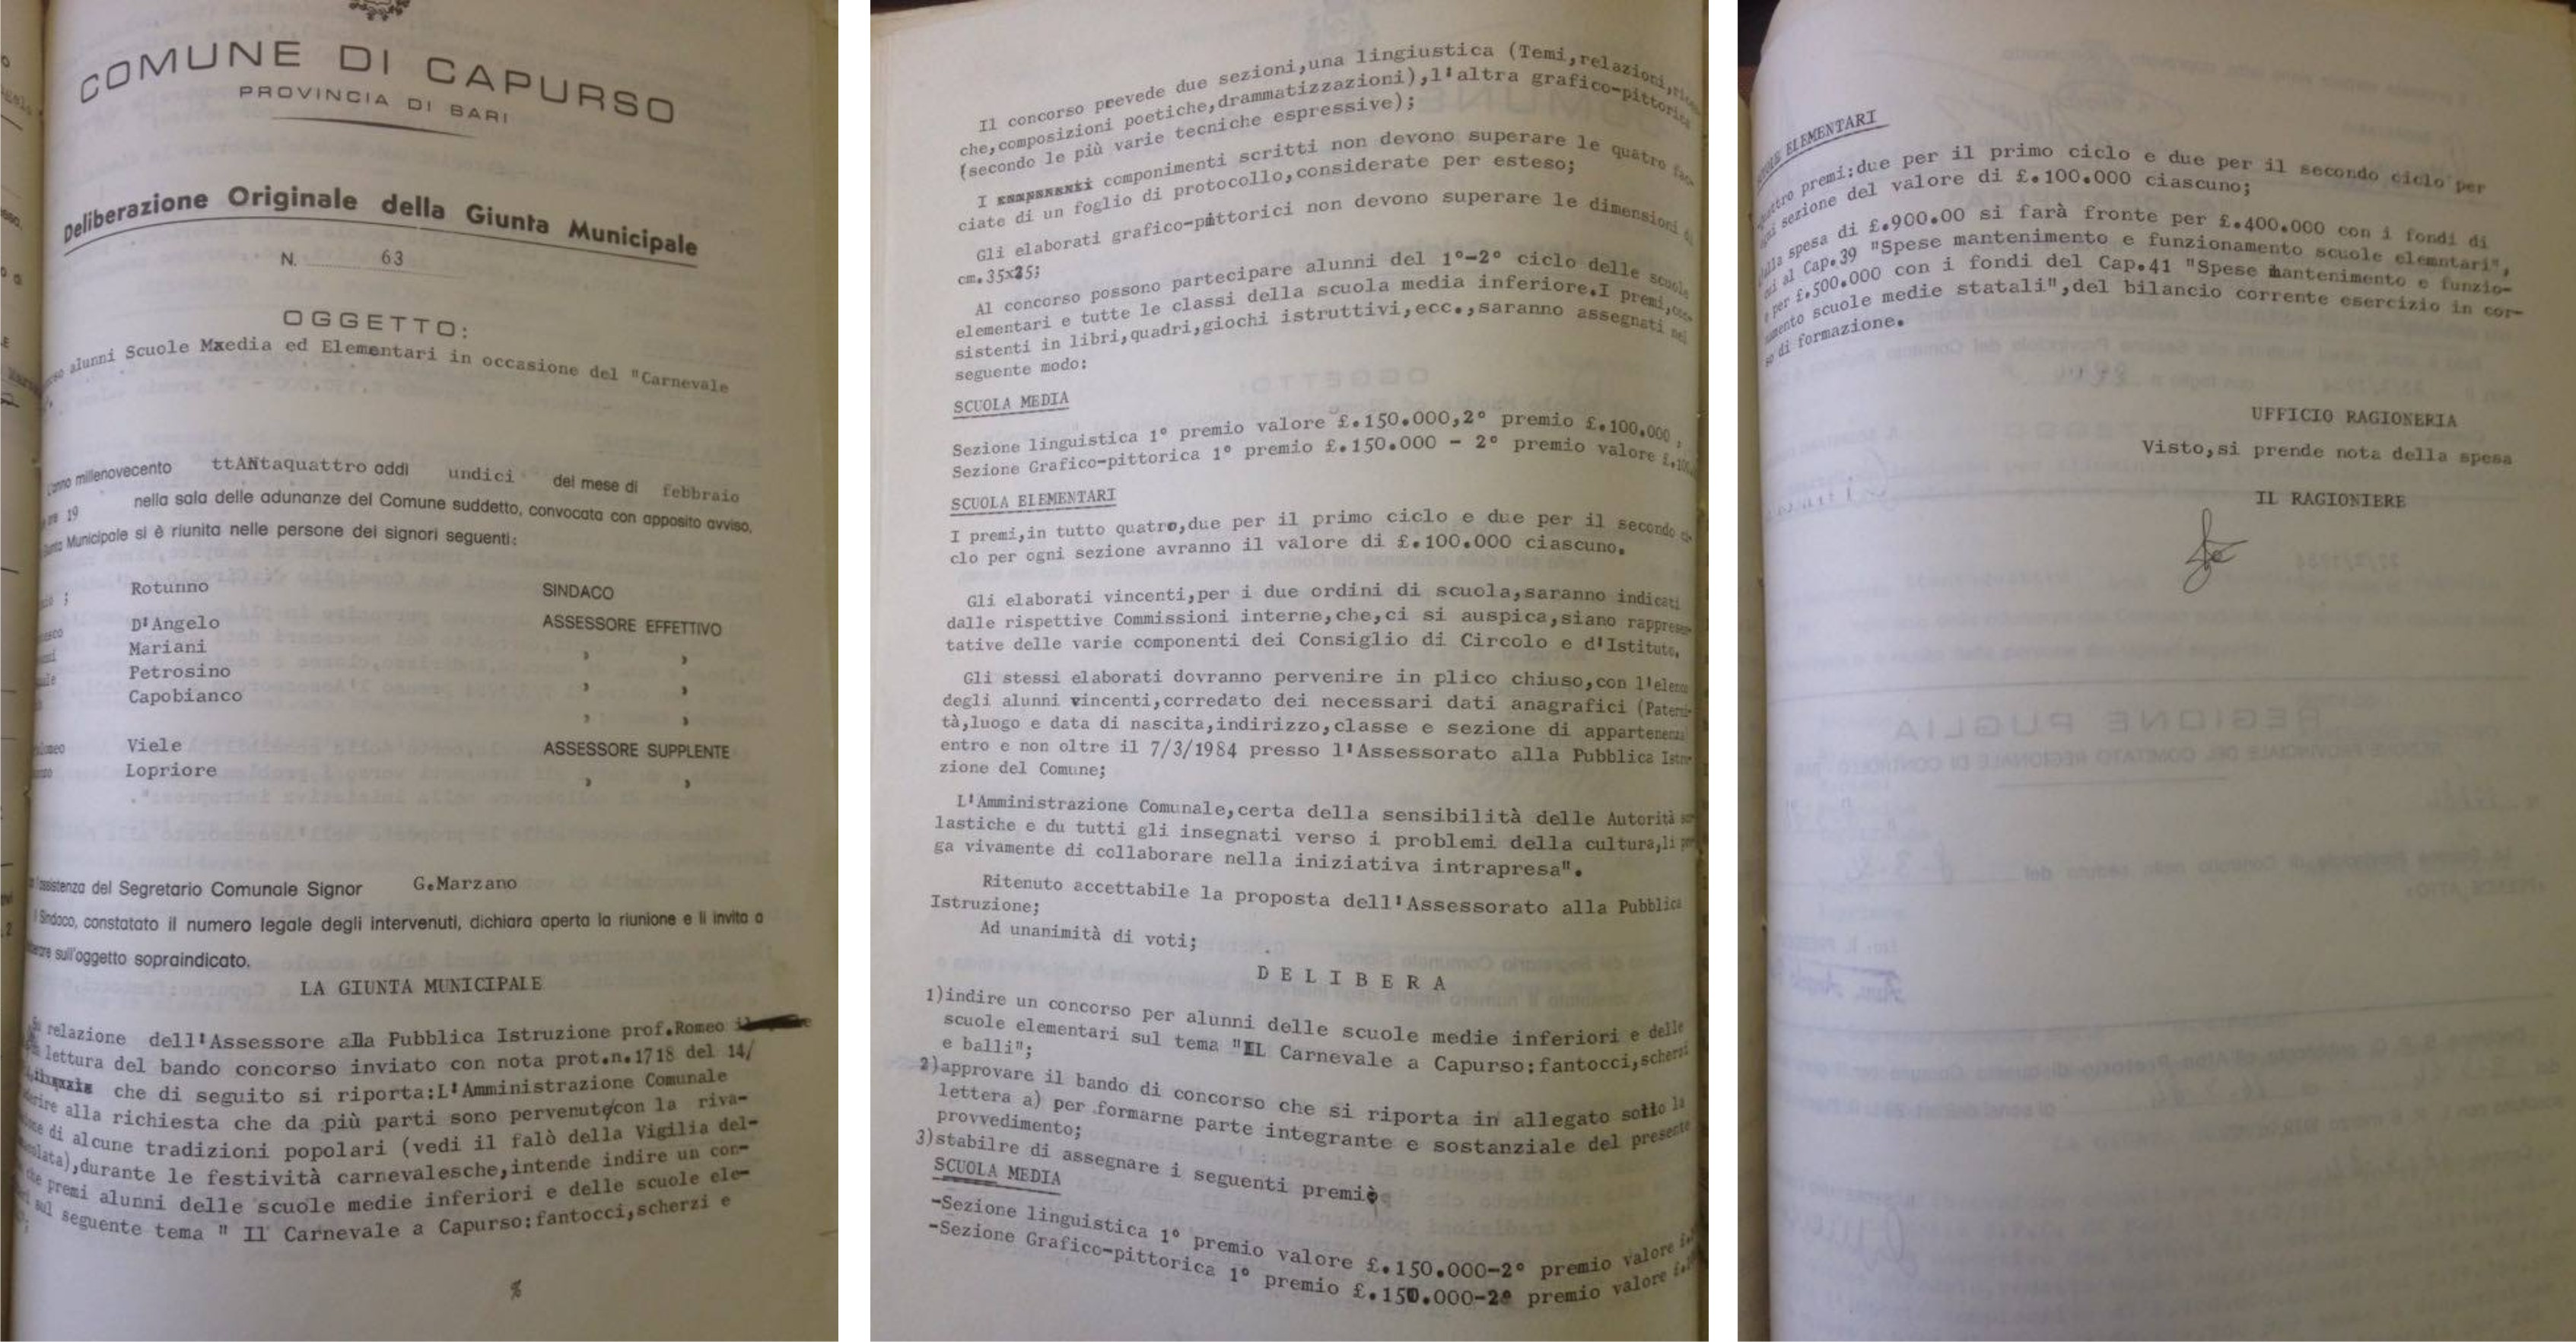 COMUNE DI CAPURSO
PROVINCIA DI BARI
Deliberazione Originale della Giunta Municipale
N. 63
OGGETTO:
alunni Scuole Mxedia ed Elementari in occasione del "Carnevale
millenovecento ttANtaquattro addì undici del mese di febbraio
19 nella sala delle adunanze del Comune suddetto, convocata con apposito avviso,
Municipale si è riunita nelle persone dei signori seguenti:
Rotunno SINDACO
D'Angelo ASSESSORE EFFETTIVO
Mariani , ,
Petrosino , ,
Capobianco , ,
Viele ASSESSORE SUPPLENTE
Lopriore , ,
assistenza del Segretario Comunale Signor G.Marzano
Sindaco, constatato il numero legale degli intervenuti, dichiara aperta la riunione e li invita a
sull'oggetto sopraindicato.
LA GIUNTA MUNICIPALE
relazione dell'Assessore alla Pubblica Istruzione prof.Romeo
lettura del bando concorso inviato con nota prot.n.1718 del 14/
che di seguito si riporta:L'Amministrazione Comunale
alla richiesta che da più parti sono pervenute con la riva-
di alcune tradizioni popolari (vedi il falò della Vigilia del-
durante le festività carnevalesche,intende indire un con-
che premi alunni delle scuole medie inferiori e delle scuole ele-
sul seguente tema " Il Carnevale a Capurso:fantocci,scherzi e
%
Il concorso prevede due sezioni,una lingiustica (Temi,relazioni,
che,composizioni poetiche,drammatizzazioni),l'altra grafico-pittorica
(secondo le più varie tecniche espressive);
I componimenti scritti non devono superare le quatro fac-
ciate di un foglio di protocollo,considerate per esteso;
Gli elaborati grafico-pittorici non devono superare le dimensioni di
cm.35x25;
Al concorso possono partecipare alunni del 1°-2° ciclo delle scuole
elementari e tutte le classi della scuola media inferiore.I premi,con-
sistenti in libri,quadri,giochi istruttivi,ecc.,saranno assegnati nel
seguente modo:
SCUOLA MEDIA
Sezione linguistica 1° premio valore £.150.000,2° premio £.100.000,
Sezione Grafico-pittorica 1° premio £.150.000 - 2° premio valore £.100
SCUOLA ELEMENTARI
I premi,in tutto quatro,due per il primo ciclo e due per il secondo ci-
clo per ogni sezione avranno il valore di £.100.000 ciascuno.
Gli elaborati vincenti,per i due ordini di scuola,saranno indicati
dalle rispettive Commissioni interne,che,ci si auspica,siano rappresen-
tative delle varie componenti dei Consiglio di Circolo e d'Istituto.
Gli stessi elaborati dovranno pervenire in plico chiuso,con l'elenco
degli alunni vincenti,corredato dei necessari dati anagrafici (Paterni-
tà,luogo e data di nascita,indirizzo,classe e sezione di appartenenza
entro e non oltre il 7/3/1984 presso l'Assessorato alla Pubblica Istru-
zione del Comune;
L'Amministrazione Comunale,certa della sensibilità delle Autorità sco-
lastiche e du tutti gli insegnati verso i problemi della cultura,li pre-
ga vivamente di collaborare nella iniziativa intrapresa".
Ritenuto accettabile la proposta dell'Assessorato alla Pubblica
Istruzione;
Ad unanimità di voti;
D E L I B E R A
1)indire un concorso per alunni delle scuole medie inferiori e delle
scuole elementari sul tema "IL Carnevale a Capurso:fantocci,scherzi
e balli";
2)approvare il bando di concorso che si riporta in allegato sotto la
lettera a) per formarne parte integrante e sostanziale del presente
provvedimento;
3)stabilre di assegnare i seguenti premi
SCUOLA MEDIA
-Sezione linguistica 1° premio valore £.150.000-2° premio valore
-Sezione Grafico-pittorica 1° premio £.150.000-2° premio valore
SCUOLE ELEMENTARI
quattro premi:due per il primo ciclo e due per il secondo ciclo per
ogni sezione del valore di £.100.000 ciascuno;
alla spesa di £.900.00 si farà fronte per £.400.000 con i fondi di
cui al Cap.39 "Spese mantenimento e funzionamento scuole elemntari",
e per £.500.000 con i fondi del Cap.41 "Spese mantenimento e funzio-
namento scuole medie statali",del bilancio corrente esercizio in cor-
so di formazione.
UFFICIO RAGIONERIA
Visto,si prende nota della spesa
IL RAGIONIERE